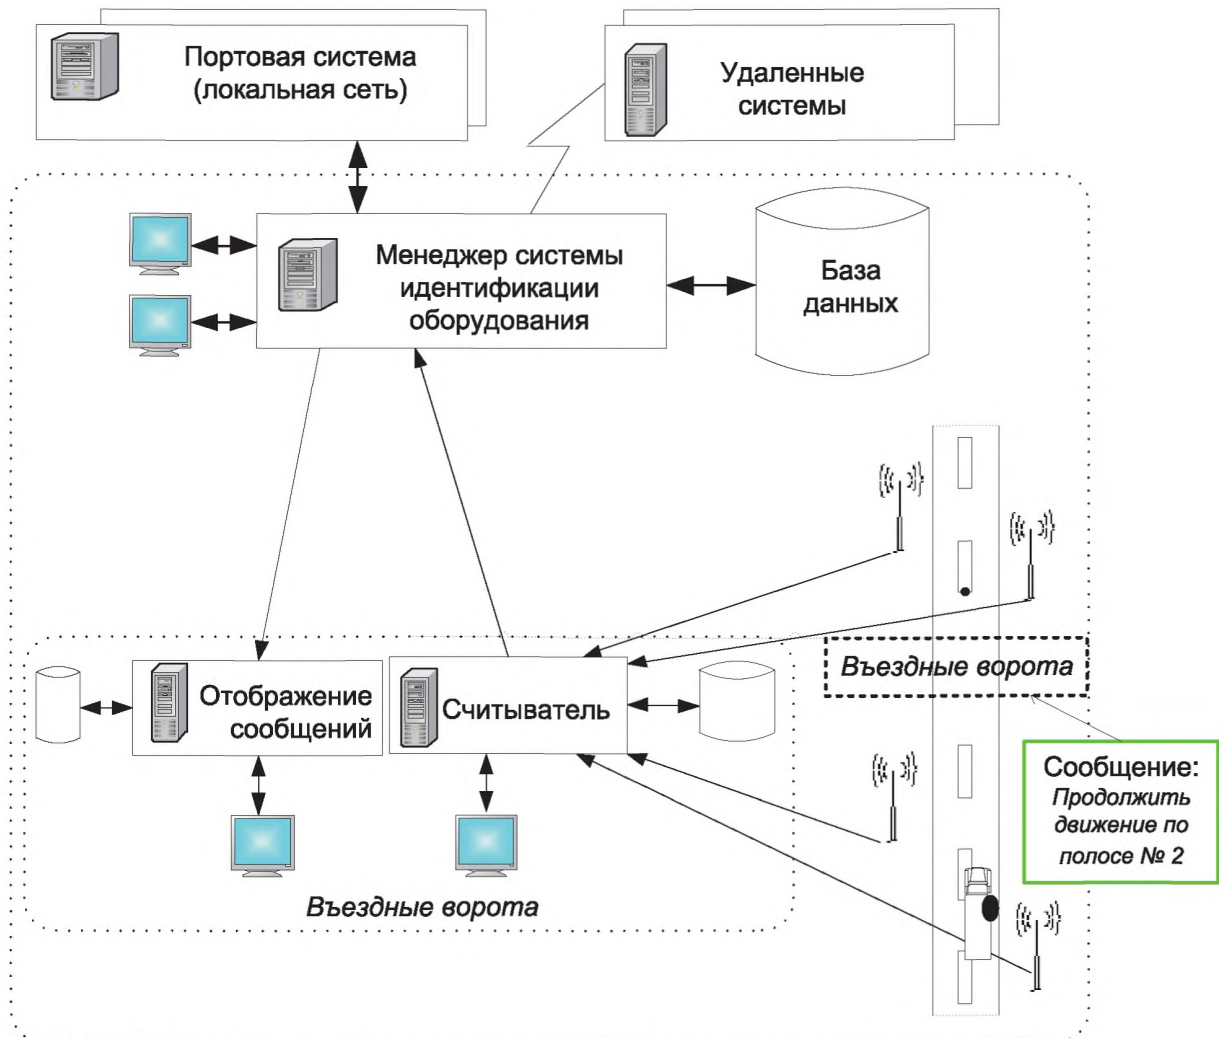 Портовая система
(локальная сеть)
Удаленные
системы
Менеджер системы
идентификации
оборудования
База
данных
Въездные ворота
Отображение
сообщений
Считыватель
Сообщение:
Продолжить
движение по
полосе № 2
Въездные ворота